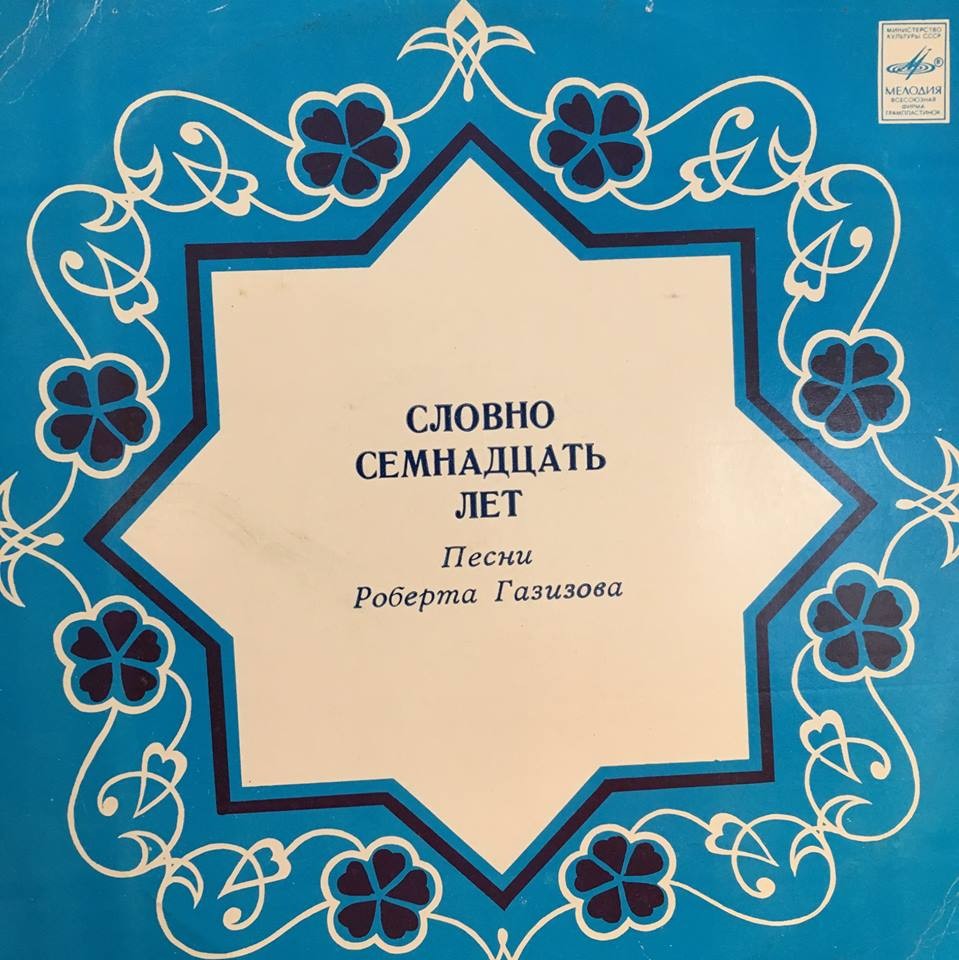 МИНИСТЕРСТВО
КУЛЬТУРЫ СССР
МЕЛОДИЯ
ВСЕСОЮЗНАЯ
ФИРМА
ГРАМПЛАСТИНОК
СЛОВНО
СЕМНАДЦАТЬ
ЛЕТ
Песни
Роберта Газизова